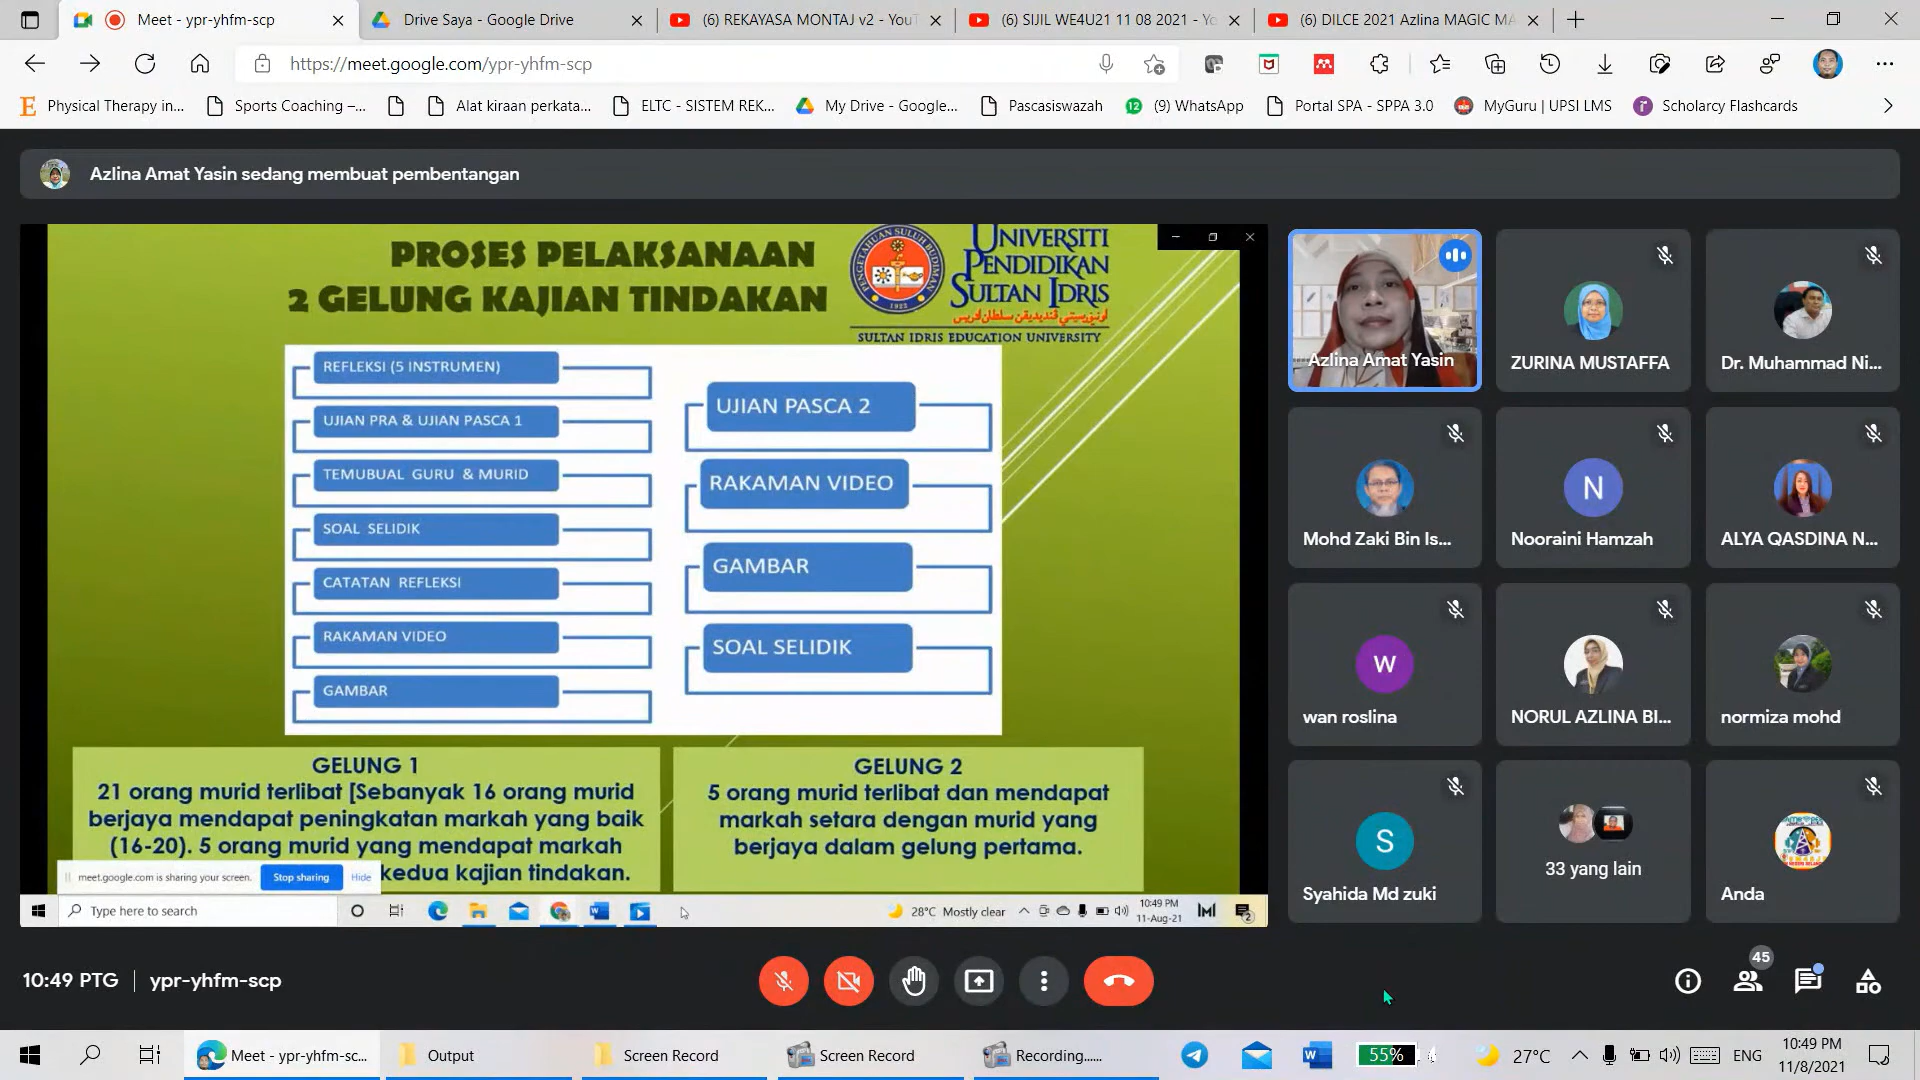 Meet - ypr-yhfm-scp
Drive Saya - Google Drive
(6) REKAYASA MONTAJ v2 - YouT
(6) SIJIL WE4U21 11 08 2021 - Yo
(6) DILCE 2021 Azlina MAGIC MA
https://meet.google.com/ypr-yhfm-scp
Physical Therapy in...
Sports Coaching –...
Alat kiraan perkata...
ELTC - SISTEM REK...
My Drive - Google...
Pascasiswazah
12
(9) WhatsApp
Portal SPA - SPPA 3.0
MyGuru | UPSI LMS
Scholarcy Flashcards
Azlina Amat Yasin sedang membuat pembentangan
PROSES PELAKSANAAN
2 GELUNG KAJIAN TINDAKAN
PENGETAHUAN SULUH BUDIMAN
1922
UNIVERSITI
PENDIDIKAN
SULTAN IDRIS
اونيۏرسيتي ڤنديديقن سلطان ادريس
SULTAN IDRIS EDUCATION UNIVERSITY
REFLEKSI (5 INSTRUMEN)
UJIAN PRA & UJIAN PASCA 1
TEMUBUAL GURU & MURID
SOAL SELIDIK
CATATAN REFLEKSI
RAKAMAN VIDEO
GAMBAR
UJIAN PASCA 2
RAKAMAN VIDEO
GAMBAR
SOAL SELIDIK
GELUNG 1
21 orang murid terlibat [Sebanyak 16 orang murid
berjaya mendapat peningkatan markah yang baik
(16-20). 5 orang murid yang mendapat markah
kedua kajian tindakan.
GELUNG 2
5 orang murid terlibat dan mendapat
markah setara dengan murid yang
berjaya dalam gelung pertama.
meet.google.com is sharing your screen.
Stop sharing
Hide
Type here to search
28°C Mostly clear
10:49 PM
11-Aug-21
2
Azlina Amat Yasin
ZURINA MUSTAFFA
Dr. Muhammad Ni...
Mohd Zaki Bin Is...
N
Nooraini Hamzah
ALYA QASDINA N...
W
wan roslina
NORUL AZLINA BI...
normiza mohd
S
Syahida Md zuki
33 yang lain
Anda
10:49 PTG
ypr-yhfm-scp
45
Meet - ypr-yhfm-sc...
Output
Screen Record
Screen Record
Recording......
55%
27°C
ENG
10:49 PM
11/8/2021